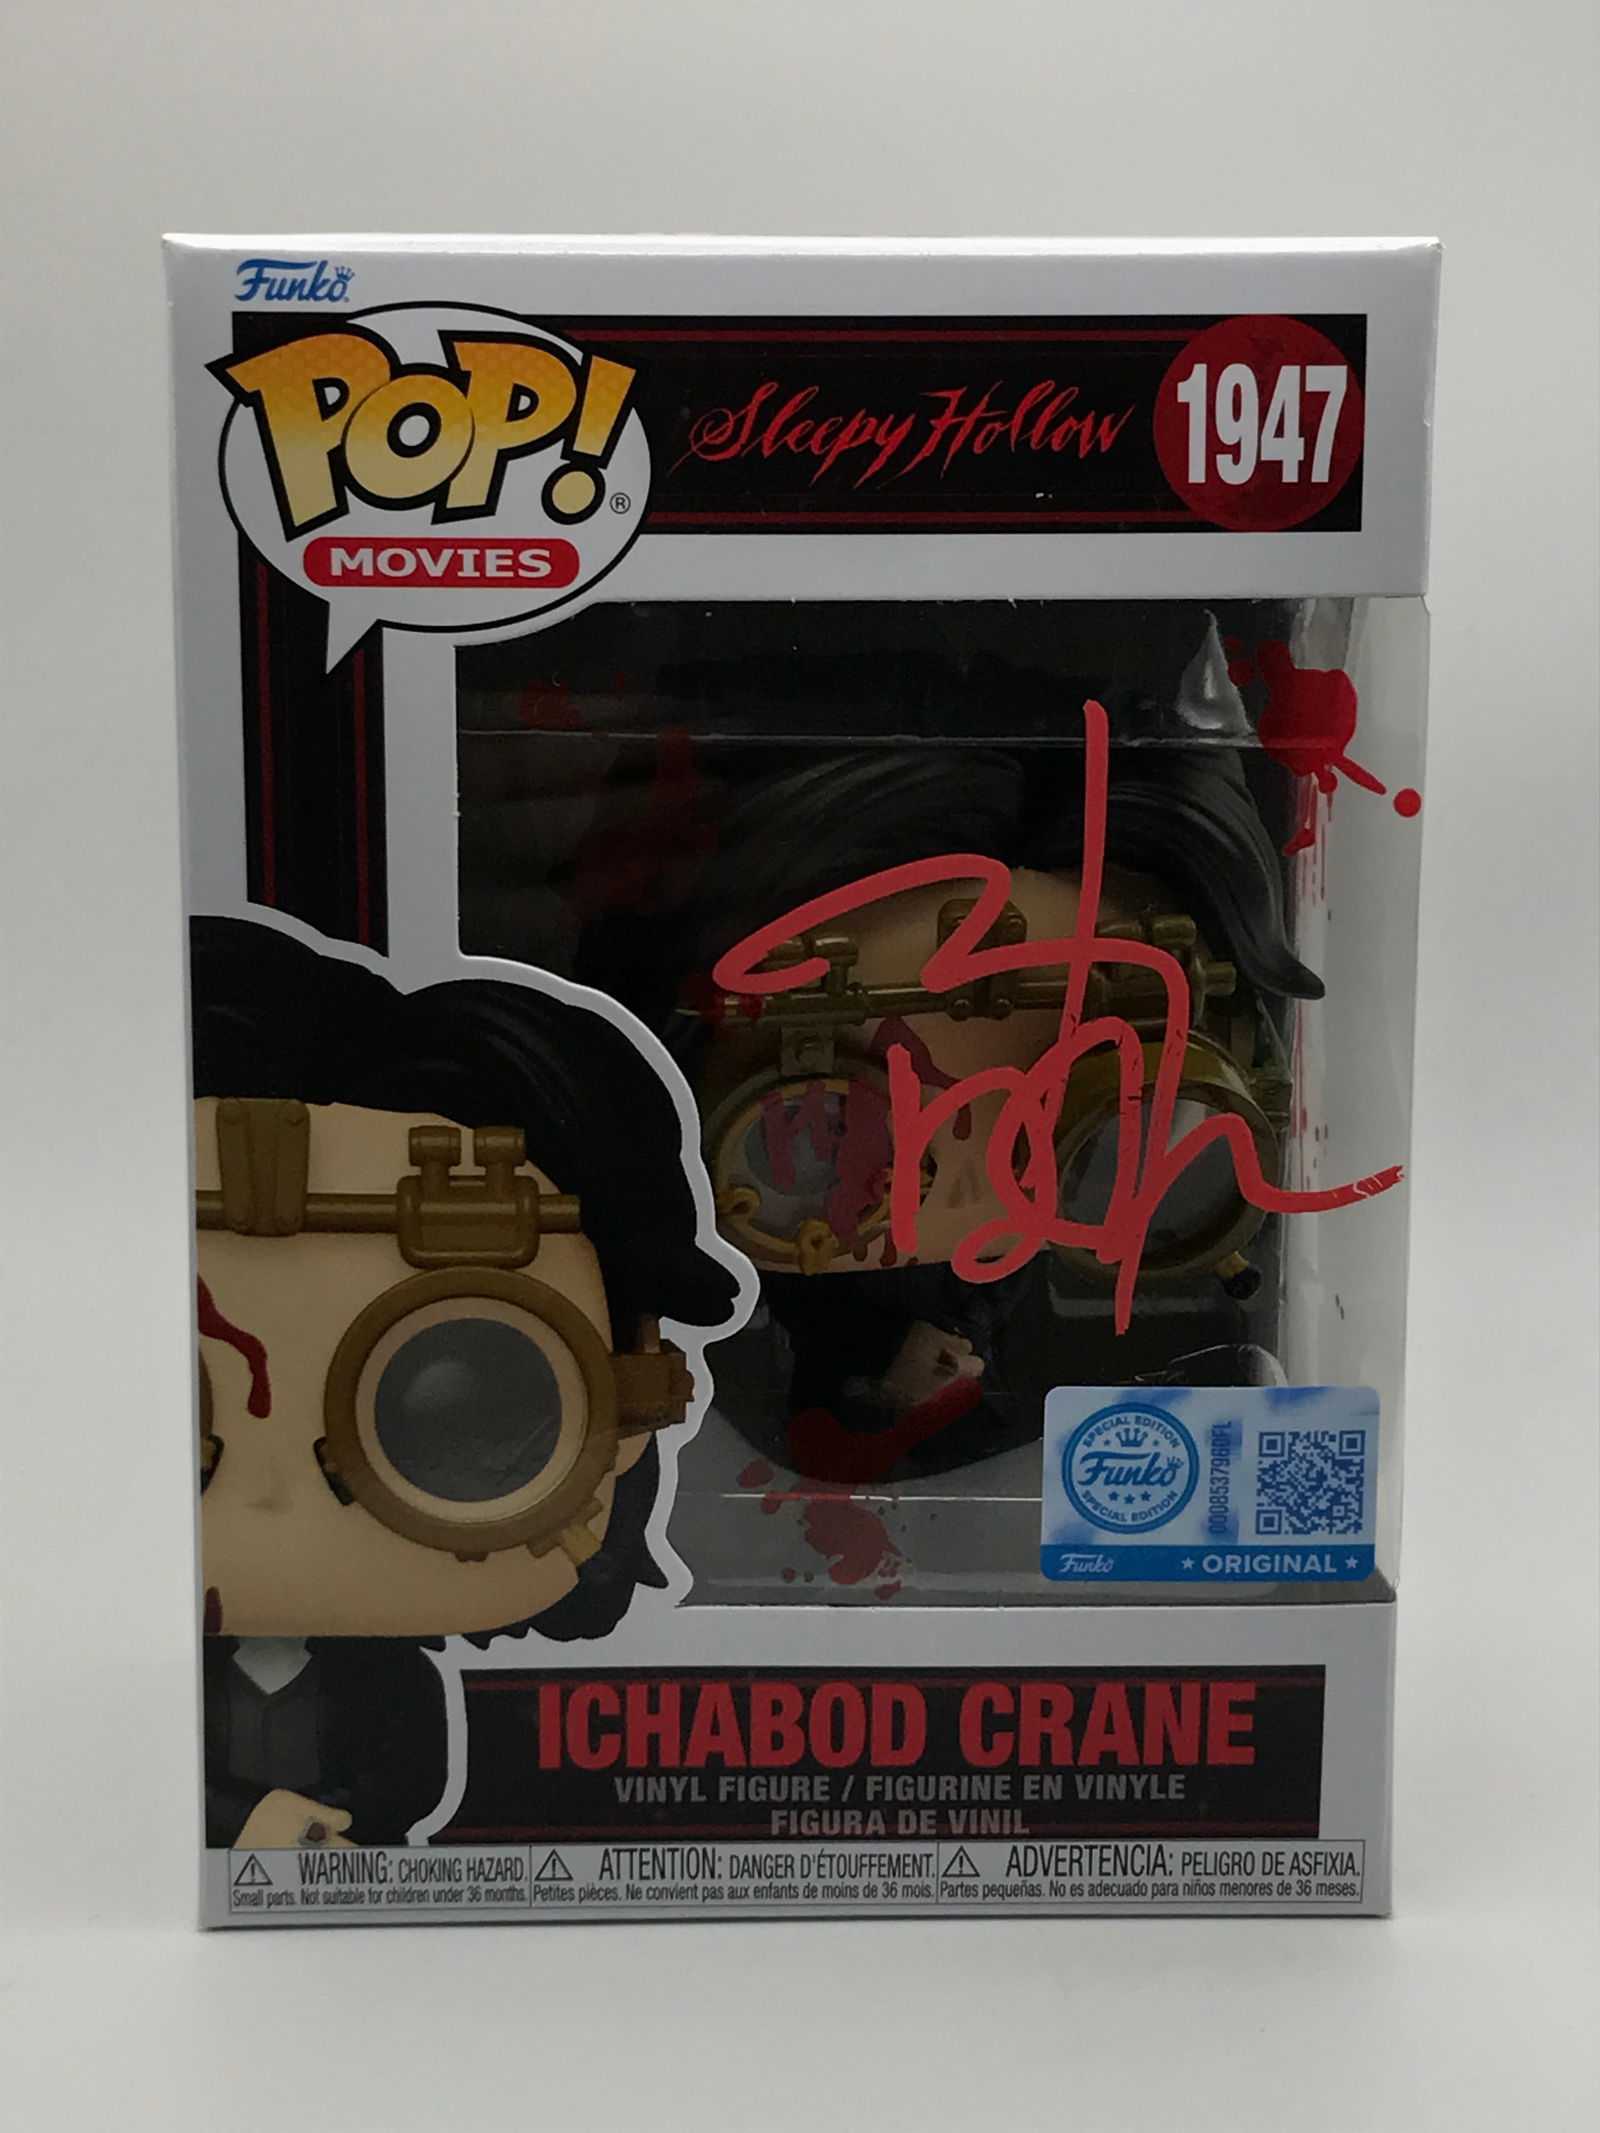 Funko
POP!®
MOVIES
Sleepy Hollow
1947
SPECIAL EDITION
Funko
SPECIAL EDITION
0008537960FL
Funko
★ ORIGINAL ★
ICHABOD CRANE
VINYL FIGURE / FIGURINE EN VINYLE
FIGURA DE VINIL
⚠ WARNING: CHOKING HAZARD.
Small parts. Not suitable for children under 36 months.
⚠ ATTENTION: DANGER D'ÉTOUFFEMENT.
Petites pièces. Ne convient pas aux enfants de moins de 36 mois.
⚠ ADVERTENCIA: PELIGRO DE ASFIXIA.
Partes pequeñas. No es adecuado para niños menores de 36 meses.